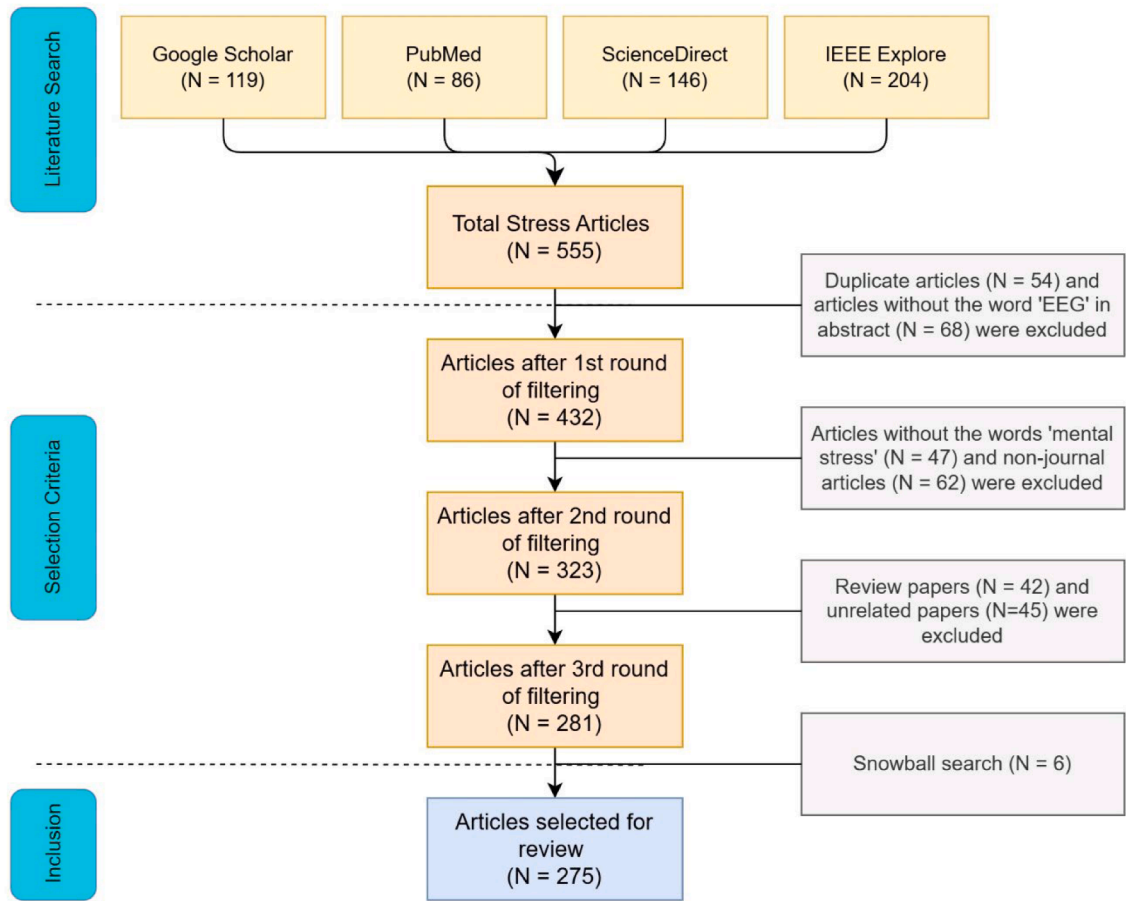 Literature Search
Google Scholar
(N = 119)
PubMed
(N = 86)
ScienceDirect
(N = 146)
IEEE Explore
(N = 204)
Total Stress Articles
(N = 555)
Duplicate articles (N = 54) and
articles without the word 'EEG' in
abstract (N = 68) were excluded
Selection Criteria
Articles after 1st round
of filtering
(N = 432)
Articles without the words 'mental
stress' (N = 47) and non-journal
articles (N = 62) were excluded
Articles after 2nd round
of filtering
(N = 323)
Review papers (N = 42) and
unrelated papers (N=45) were
excluded
Articles after 3rd round
of filtering
(N = 281)
Snowball search (N = 6)
Inclusion
Articles selected for
review
(N = 275)